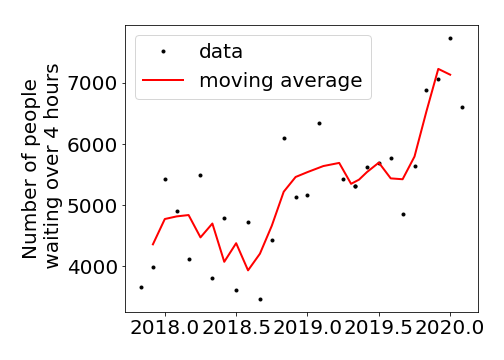 data
moving average
Number of people
waiting over 4 hours
7000
6000
5000
4000
2018.0
2018.5
2019.0
2019.5
2020.0